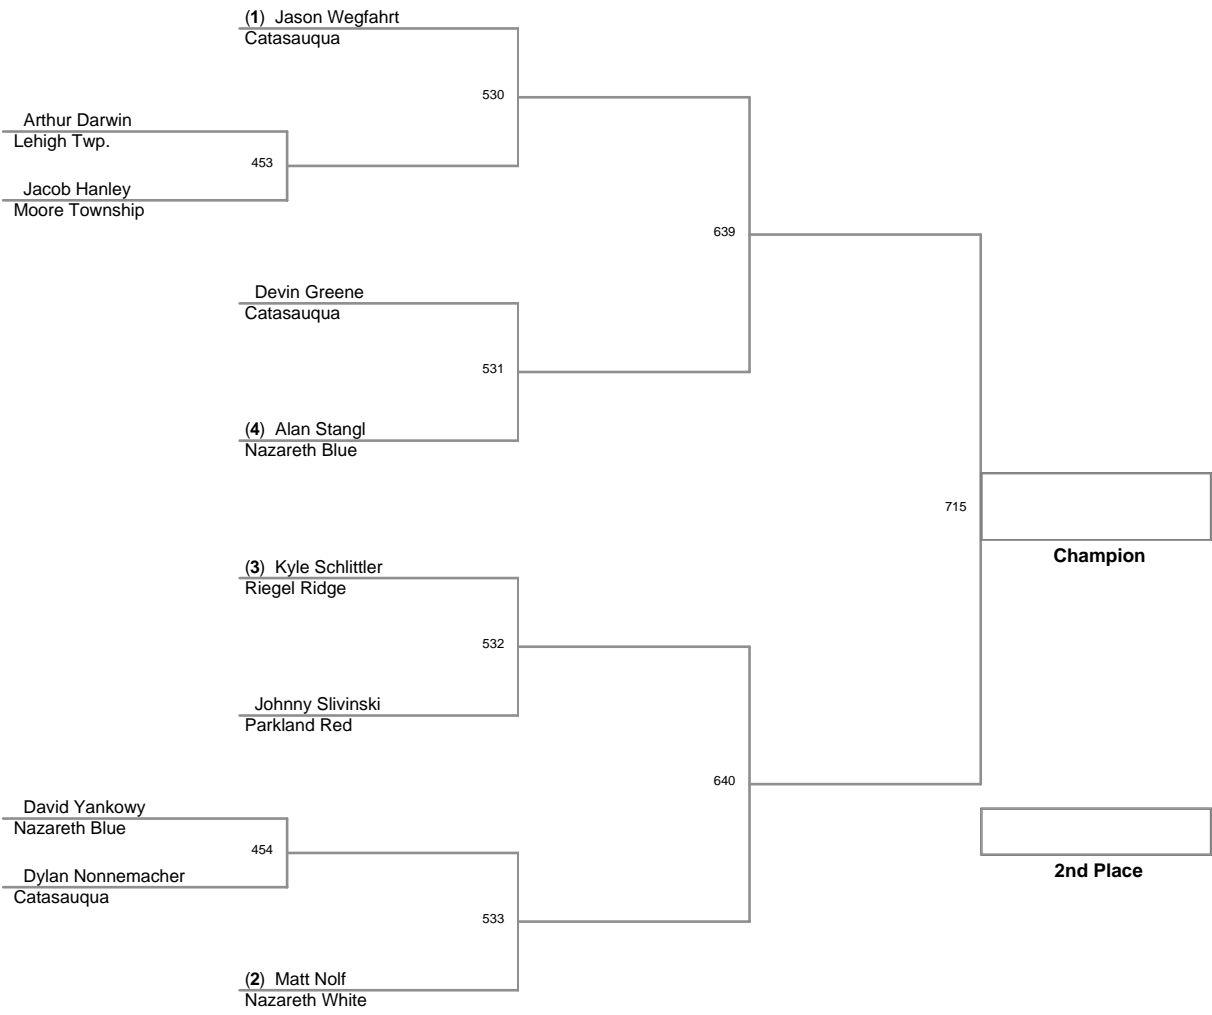 (1) Jason Wegfahrt
Catasauqua
530
Arthur Darwin
Lehigh Twp.
453
Jacob Hanley
Moore Township
639
Devin Greene
Catasauqua
531
(4) Alan Stangl
Nazareth Blue
715
Champion
(3) Kyle Schlittler
Riegel Ridge
532
Johnny Slivinski
Parkland Red
640
David Yankowy
Nazareth Blue
454
2nd Place
Dylan Nonnemacher
Catasauqua
533
(2) Matt Nolf
Nazareth White